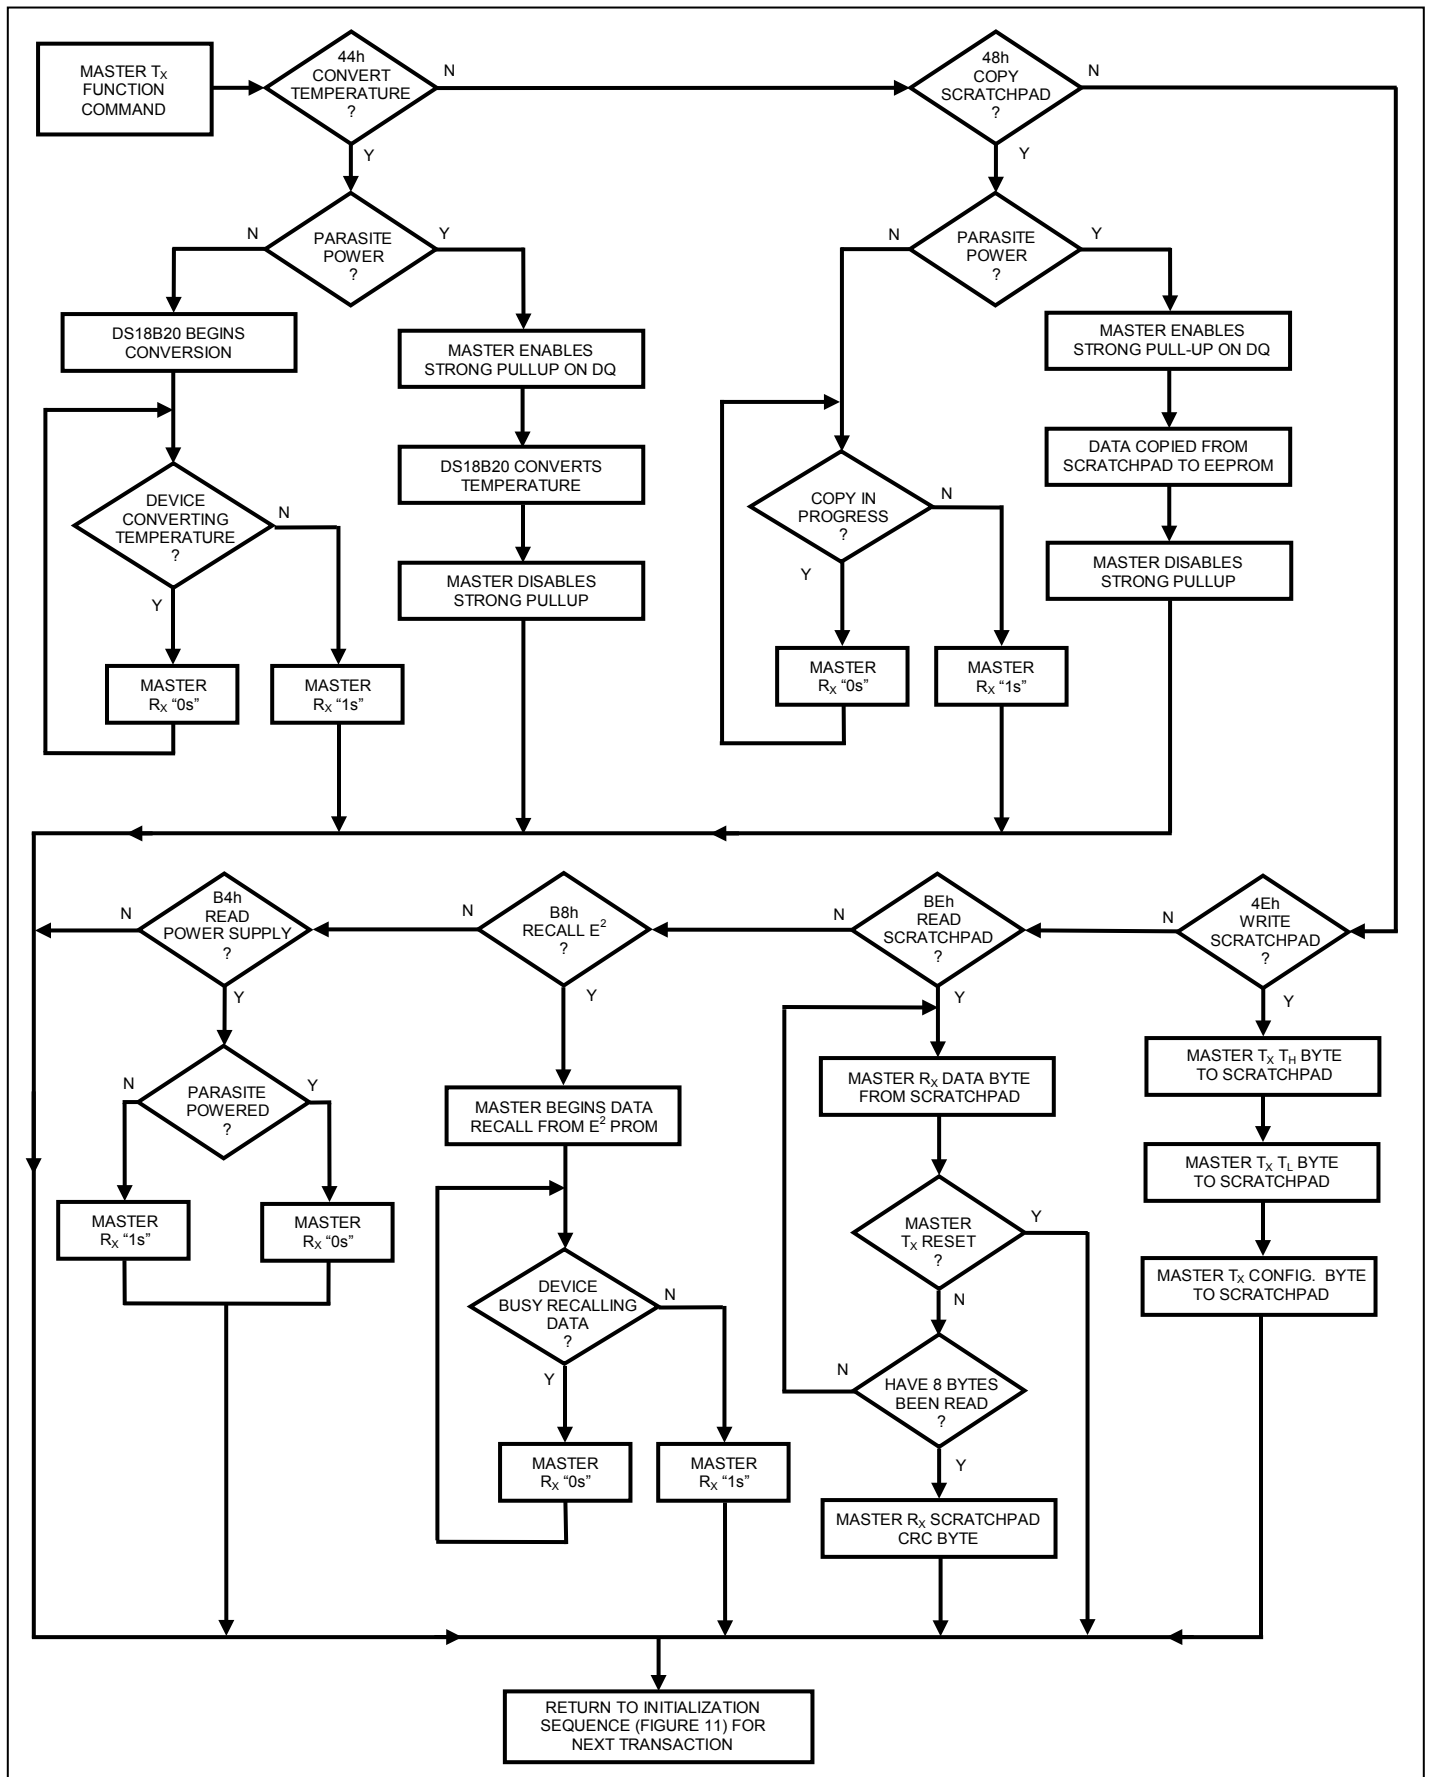 MASTER TX
FUNCTION
COMMAND
44h
CONVERT
TEMPERATURE
?
N
Y
48h
COPY
SCRATCHPAD
?
N
Y
PARASITE
POWER
?
N
Y
DS18B20 BEGINS
CONVERSION
MASTER ENABLES
STRONG PULLUP ON DQ
DEVICE
CONVERTING
TEMPERATURE
?
N
Y
DS18B20 CONVERTS
TEMPERATURE
MASTER DISABLES
STRONG PULLUP
MASTER
RX “0s”
MASTER
RX “1s”
PARASITE
POWER
?
N
Y
MASTER ENABLES
STRONG PULL-UP ON DQ
DATA COPIED FROM
SCRATCHPAD TO EEPROM
COPY IN
PROGRESS
?
N
Y
MASTER DISABLES
STRONG PULLUP
MASTER
RX “0s”
MASTER
RX “1s”
B4h
READ
POWER SUPPLY
?
N
Y
B8h
RECALL E2
?
N
Y
BEh
READ
SCRATCHPAD
?
N
Y
4Eh
WRITE
SCRATCHPAD
?
N
Y
PARASITE
POWERED
?
N
Y
MASTER
RX “1s”
MASTER
RX “0s”
MASTER BEGINS DATA
RECALL FROM E2 PROM
DEVICE
BUSY RECALLING
DATA
?
N
Y
MASTER
RX “0s”
MASTER
RX “1s”
MASTER RX DATA BYTE
FROM SCRATCHPAD
MASTER
TX RESET
?
Y
N
HAVE 8 BYTES
BEEN READ
?
N
Y
MASTER RX SCRATCHPAD
CRC BYTE
MASTER TX TH BYTE
TO SCRATCHPAD
MASTER TX TL BYTE
TO SCRATCHPAD
MASTER TX CONFIG. BYTE
TO SCRATCHPAD
RETURN TO INITIALIZATION
SEQUENCE (FIGURE 11) FOR
NEXT TRANSACTION